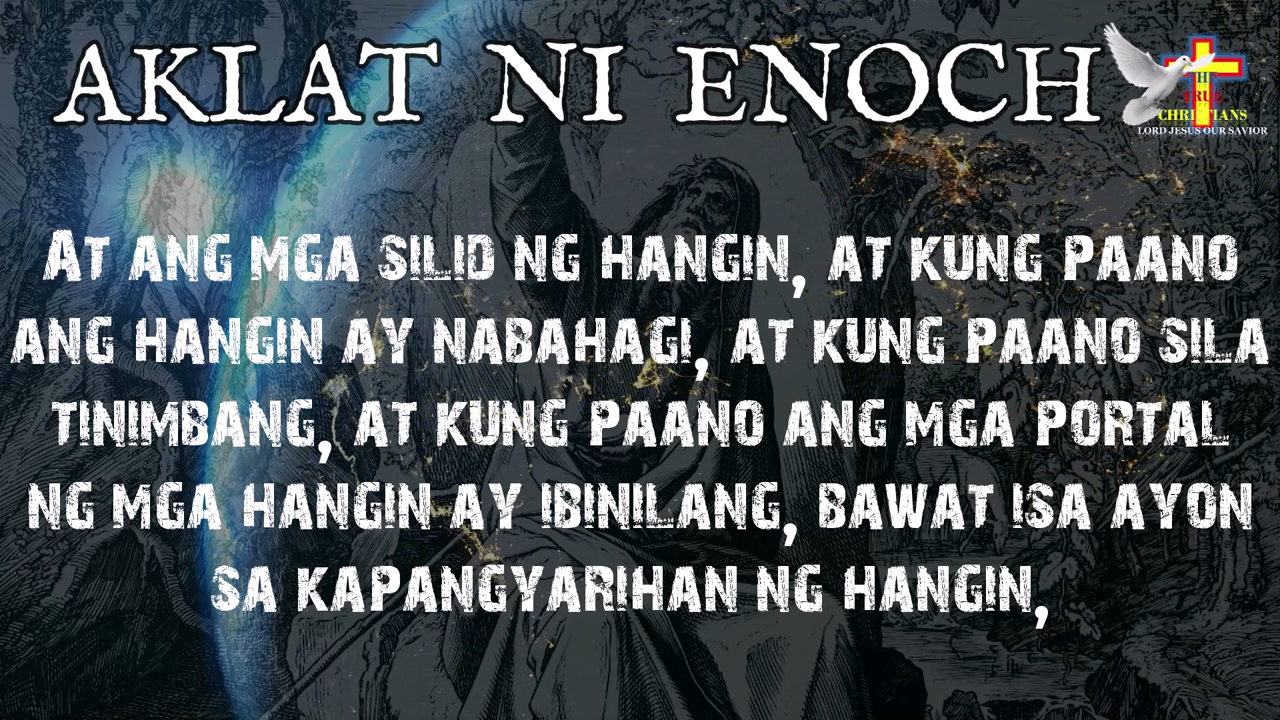 AKLAT NI ENOCH
TRUE
CHRISTIANS
LORD JESUS OUR SAVIOR
At ang mga silid ng hangin, at kung paano
ang hangin ay nabahagi, at kung paano sila
tinimbang, at kung paano ang mga portal
ng mga hangin ay ibinilang, bawat isa ayon
sa kapangyarihan ng hangin,